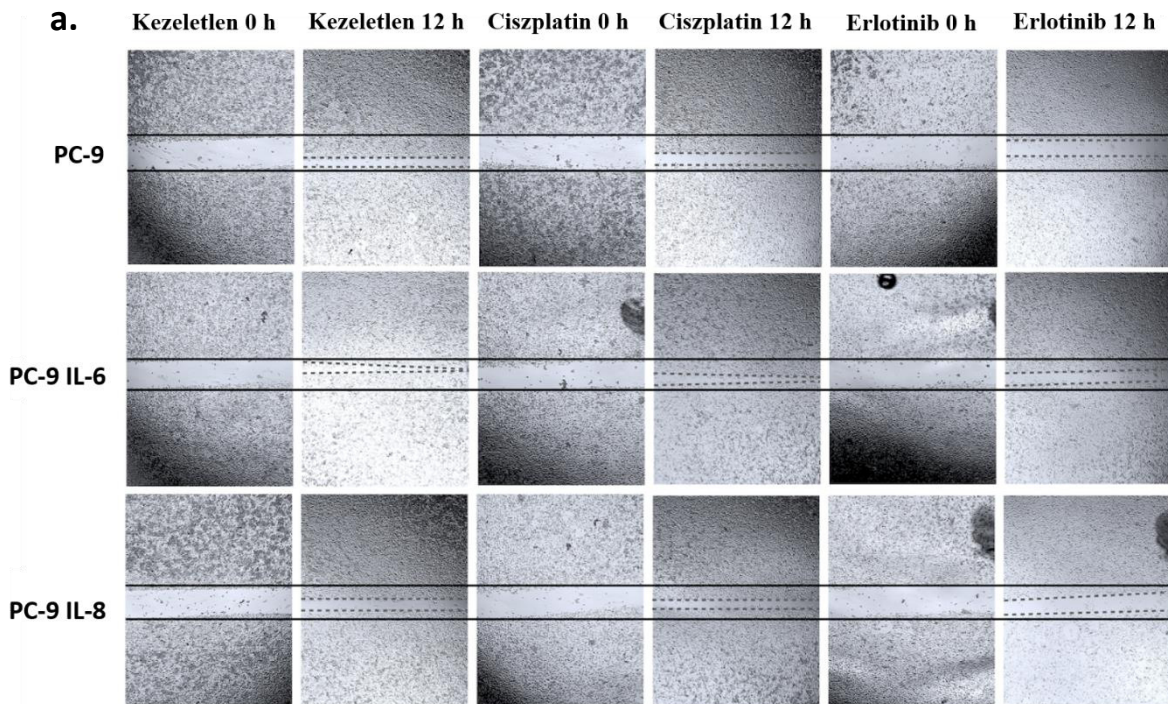 a.
Kezeletlen 0 h Kezeletlen 12 h Ciszplatin 0 h Ciszplatin 12 h Erlotinib 0 h Erlotinib 12 h
PC-9
PC-9 IL-6
PC-9 IL-8